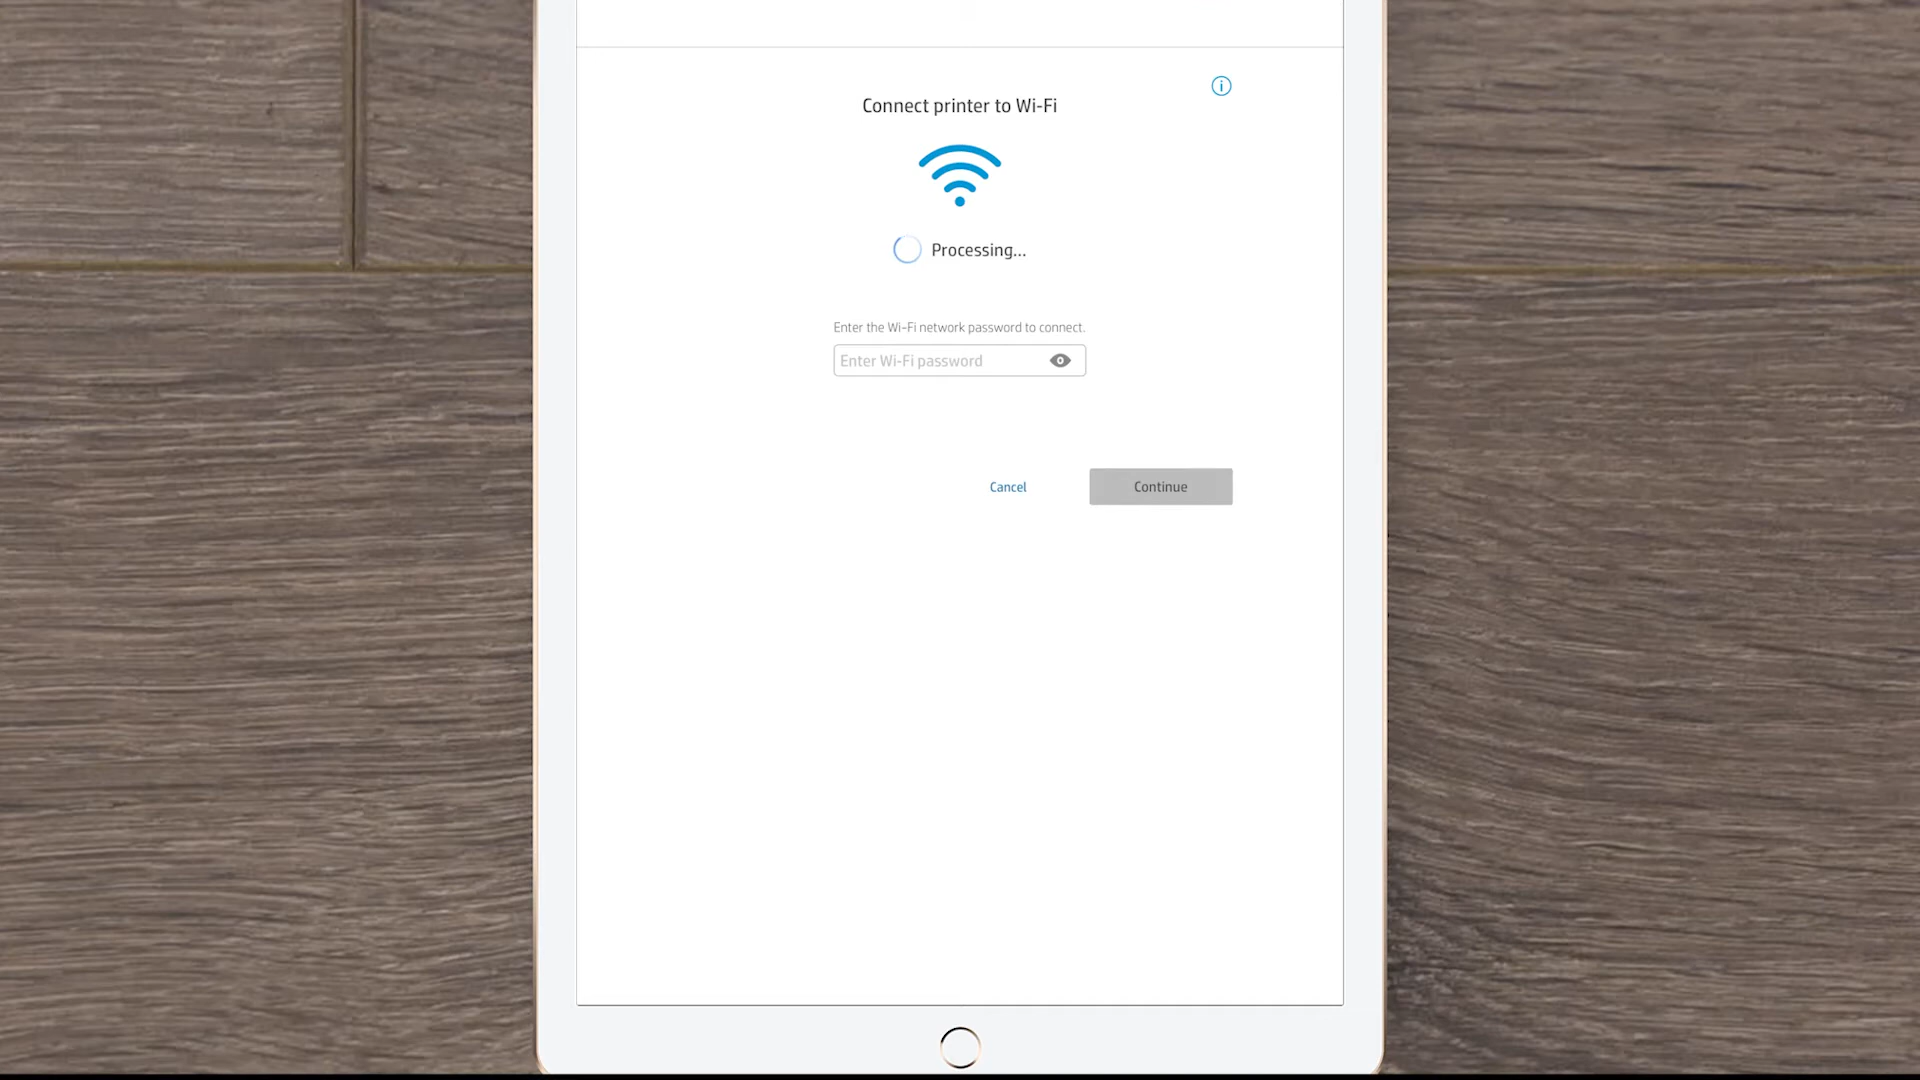 Connect printer to Wi-Fi
Processing...
Enter the Wi-Fi network password to connect.
Enter Wi-Fi password
Cancel
Continue